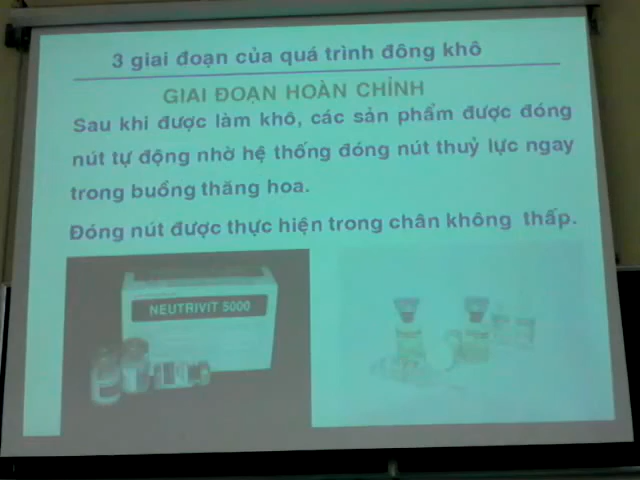 3 giai đoạn của quá trình đông khô
GIAI ĐOẠN HOÀN CHỈNH
Sau khi được làm khô, các sản phẩm được đóng
nút tự động nhờ hệ thống đóng nút thuỷ lực ngay
trong buồng thăng hoa.
Đóng nút được thực hiện trong chân không thấp.
NEUTRIVIT 5000